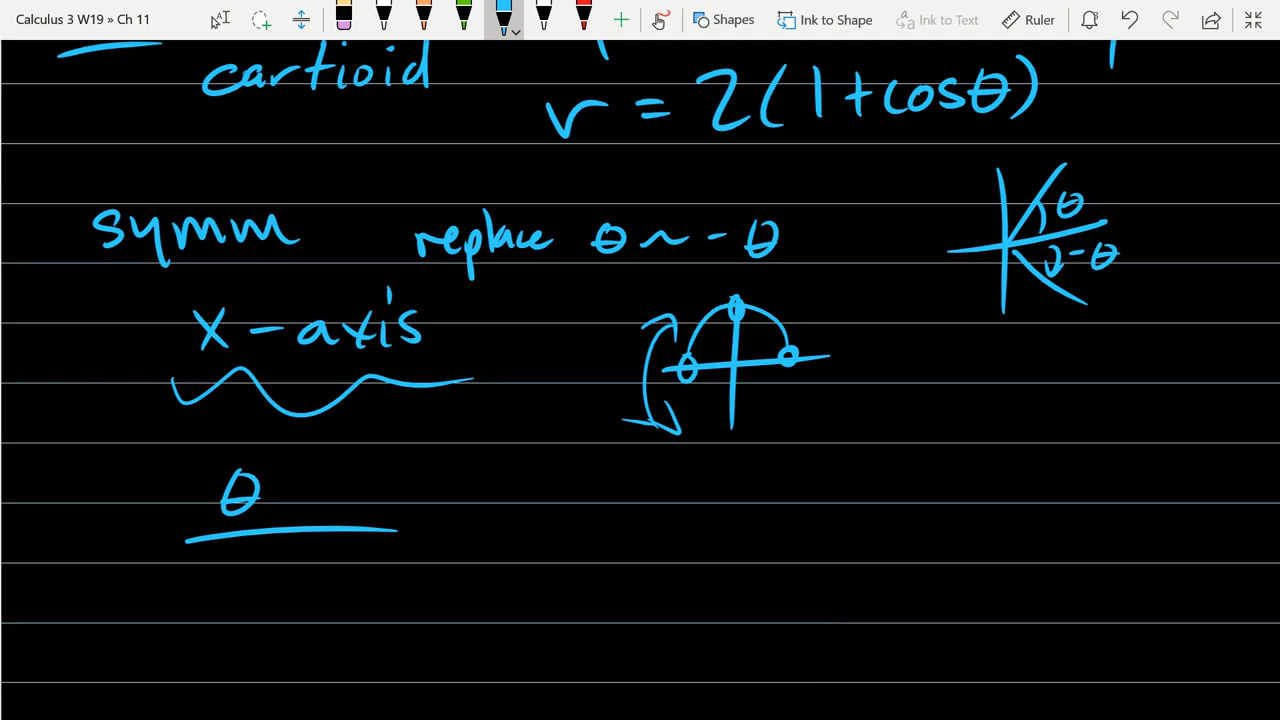 Calculus 3 W19 » Ch 11
Shapes
Ink to Shape
Ink to Text
Ruler
cartioid
r = 2(1+cosθ)
symm replace θ ~ -θ
θ
-θ
x-axis
θ